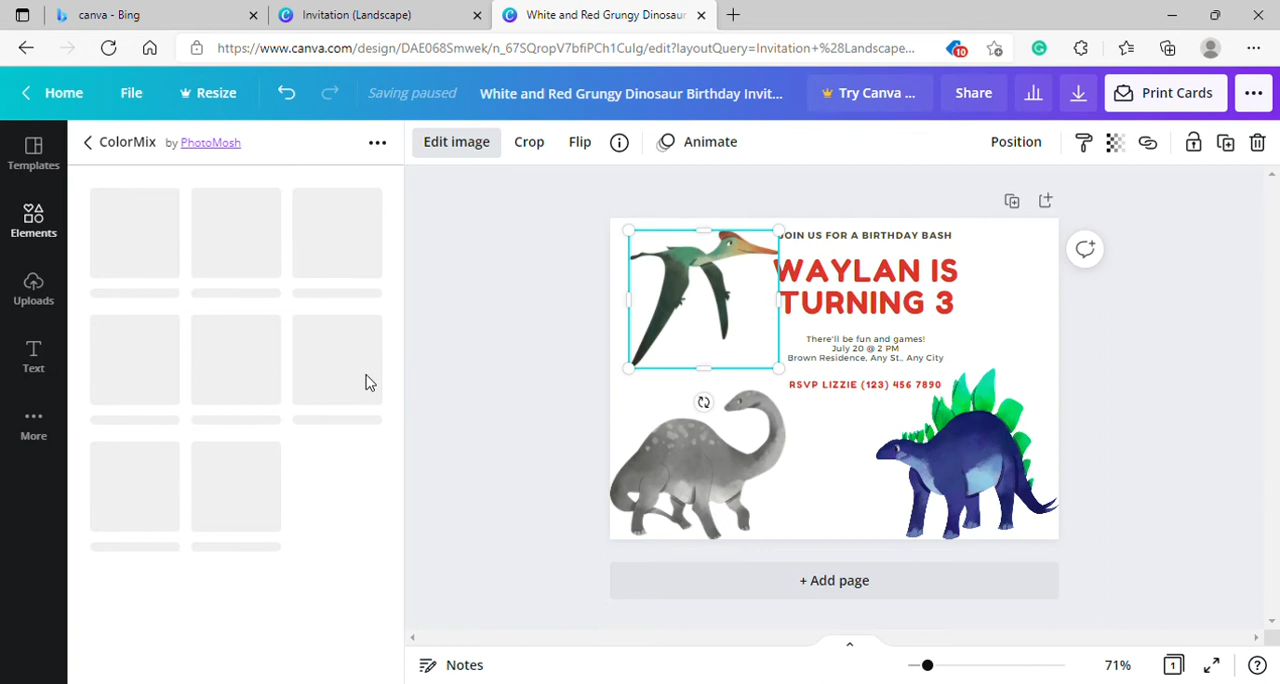 canva - Bing
Invitation (Landscape)
White and Red Grungy Dinosaur
https://www.canva.com/design/DAE068Smwek/n_67SQropV7bfiPCh1CuIg/edit?layoutQuery=Invitation+%28Landscape...
10
Home
File
Resize
Saving paused
White and Red Grungy Dinosaur Birthday Invit...
Try Canva ...
Share
Print Cards
Templates
Elements
Uploads
Text
More
ColorMix by PhotoMosh
Edit image
Crop
Flip
Animate
Position
JOIN US FOR A BIRTHDAY BASH
WAYLAN IS
TURNING 3
There'll be fun and games!
July 20 @ 2 PM
Brown Residence, Any St., Any City
RSVP LIZZIE (123) 456 7890
+ Add page
Notes
71%
1